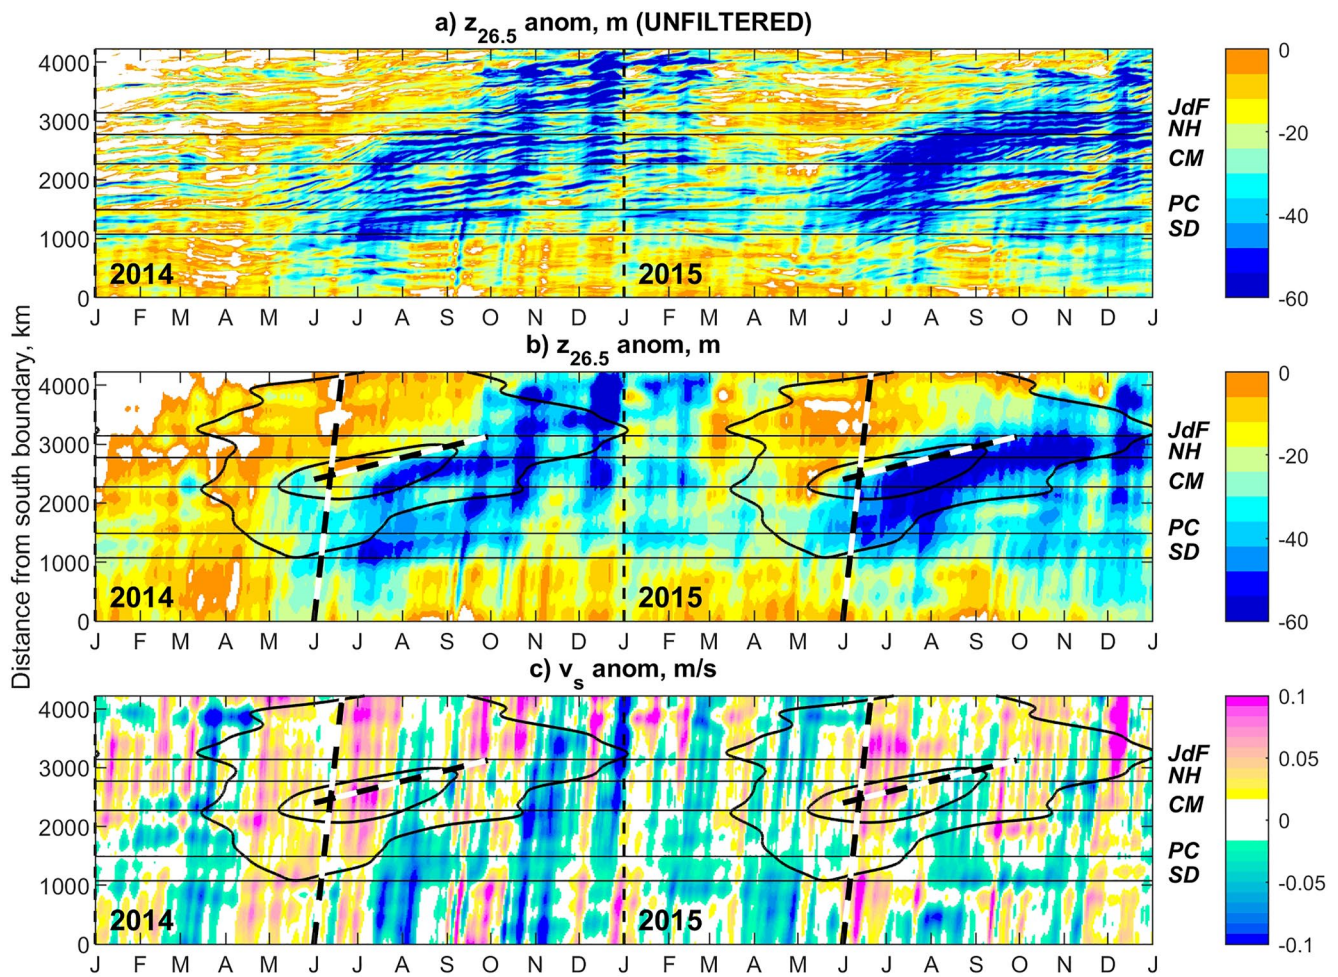 a) z26.5 anom, m (UNFILTERED)
4000
3000
2000
1000
0
JdF
NH
CM
PC
SD
2014
2015
0
-20
-40
-60
J F M A M J J A S O N D J F M A M J J A S O N D J
Distance from south boundary, km
b) z26.5 anom, m
4000
3000
2000
1000
0
JdF
NH
CM
PC
SD
2014
2015
0
-20
-40
-60
J F M A M J J A S O N D J F M A M J J A S O N D J
c) vs anom, m/s
4000
3000
2000
1000
0
JdF
NH
CM
PC
SD
2014
2015
0.1
0.05
0
-0.05
-0.1
J F M A M J J A S O N D J F M A M J J A S O N D J